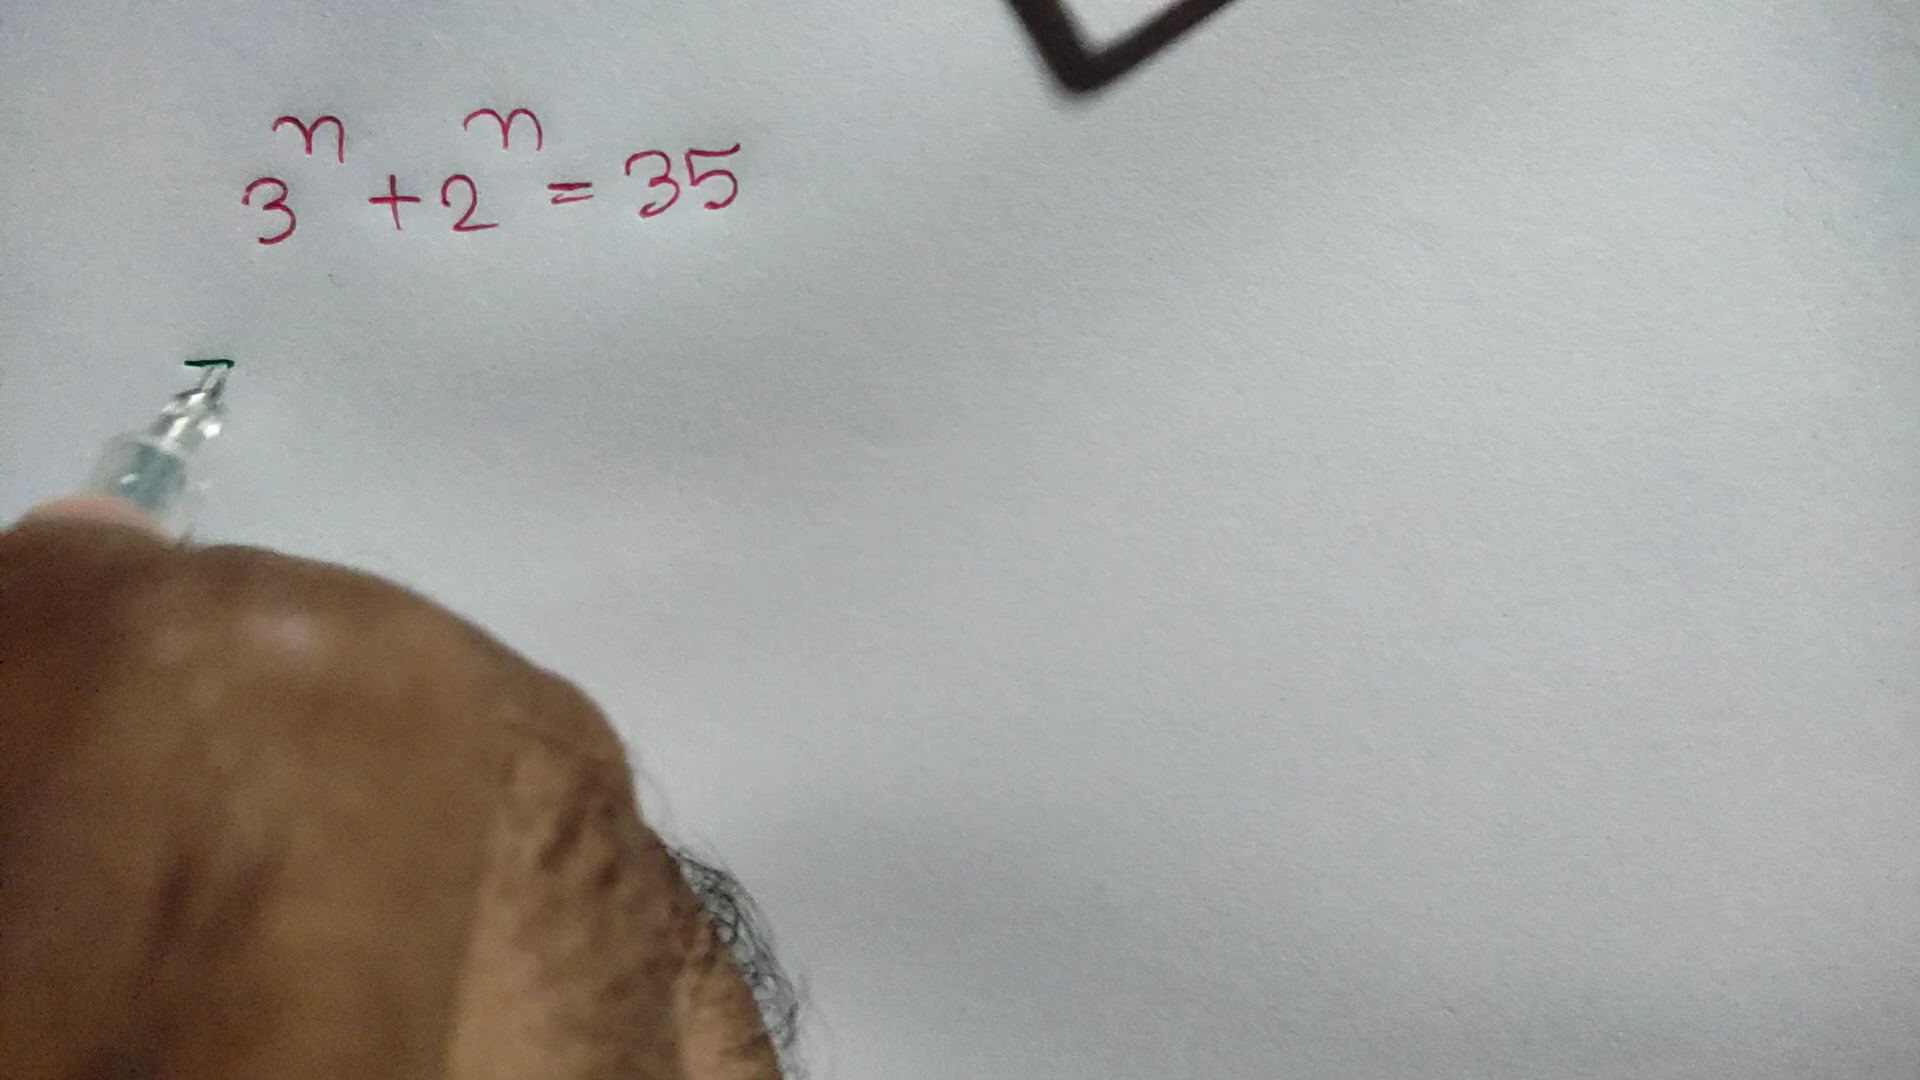 3ⁿ + 2ⁿ = 35